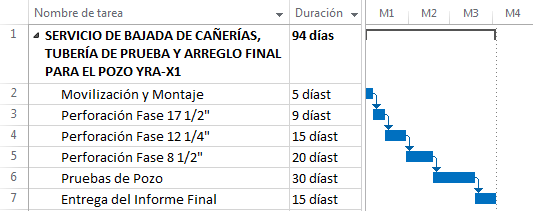 Nombre de tarea Duración M1 M2 M3 M4
1 SERVICIO DE BAJADA DE CAÑERÍAS, 94 días
TUBERÍA DE PRUEBA Y ARREGLO FINAL
PARA EL POZO YRA-X1
2 Movilización y Montaje 5 díast
3 Perforación Fase 17 1/2" 9 díast
4 Perforación Fase 12 1/4" 15 díast
5 Perforación Fase 8 1/2" 20 díast
6 Pruebas de Pozo 30 díast
7 Entrega del Informe Final 15 díast